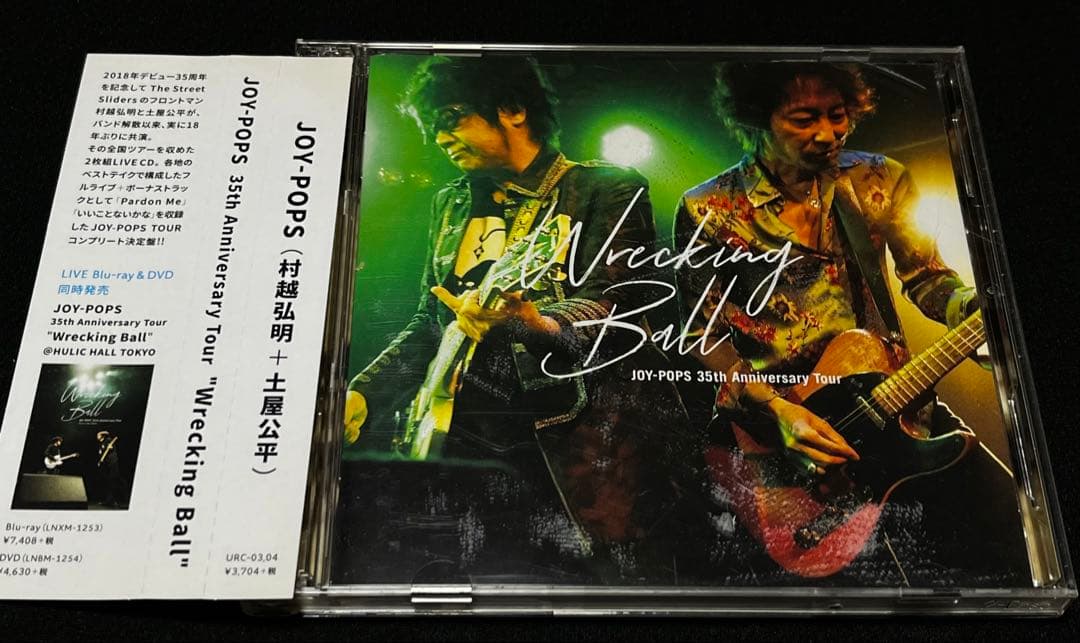 2018年デビュー35周年
を記念して The Street
Slidersのフロントマン
村越弘明と土屋公平が、
バンド解散以来、実に18
年ぶりに共演。
その全国ツアーを収めた
2枚組LIVE CD。各地の
ベストテイクで構成したフ
ルライブ+ボーナストラッ
クとして「Pardon Me」
「いいことないかな」を収録
したJOY-POPS TOUR
コンプリート決定盤!!
LIVE Blu-ray & DVD
同時発売
JOY-POPS
35th Anniversary Tour
"Wrecking Ball"
@HULIC HALL TOKYO
Wrecking
Ball
Blu-ray (LNXM-1253)
¥7,408+税
DVD (LNBM-1254)
¥4,630+税
JOY-POPS 35th Anniversary Tour "Wrecking Ball"
JOY-POPS (村越弘明 + 土屋公平)
URC-03,04
¥3,704+税
Wrecking
Ball
JOY-POPS 35th Anniversary Tour